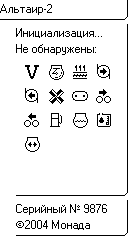 Альтаир-2
Инициализация...
Не обнаружены:
Серийный № 9876
©2004 Монада